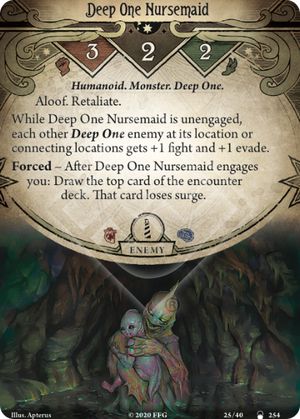 Deep One Nursemaid
3 2 2
Humanoid. Monster. Deep One.
Aloof. Retaliate.
While Deep One Nursemaid is unengaged,
each other Deep One enemy at its location or
connecting locations gets +1 fight and +1 evade.
Forced – After Deep One Nursemaid engages
you: Draw the top card of the encounter
deck. That card loses surge.
ENEMY
Illus. Apterus © 2020 FFG 25/40 254